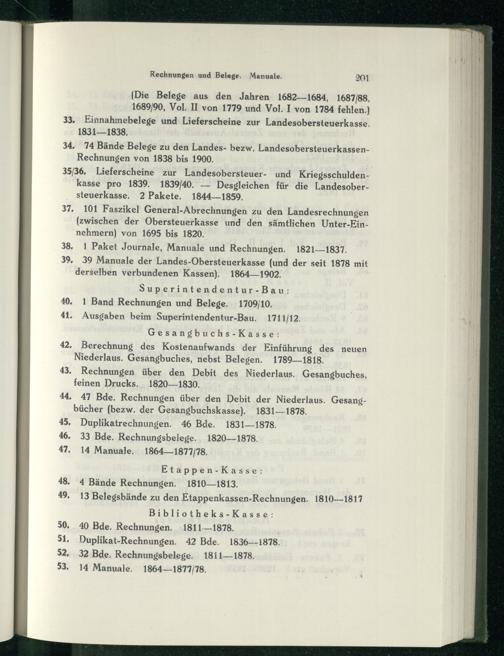 Rechnungen und Belege. Manuale. 201
(Die Belege aus den Jahren 1682—1684, 1687/88,
1689/90, Vol. II von 1779 und Vol. I von 1784 fehlen.)
33. Einnahmebelege und Lieferscheine zur Landesobersteuerkasse.
1831—1838.
34. 74 Bände Belege zu den Landes- bezw. Landesobersteuerkassen-
Rechnungen von 1838 bis 1900.
35/36. Lieferscheine zur Landesobersteuer- und Kriegsschulden-
kasse pro 1839. 1839/40. — Desgleichen für die Landesober-
steuerkasse. 2 Pakete. 1844—1859.
37. 101 Faszikel General-Abrechnungen zu den Landesrechnungen
(zwischen der Obersteuerkasse und den sämtlichen Unter-Ein-
nehmern) von 1695 bis 1820.
38. 1 Paket Journale, Manuale und Rechnungen. 1821—1837.
39. 39 Manuale der Landes-Obersteuerkasse (und der seit 1878 mit
derselben verbundenen Kassen). 1864—1902.
Superintendentur-Bau:
40. 1 Band Rechnungen und Belege. 1709/10.
41. Ausgaben beim Superintendentur-Bau. 1711/12.
Gesangbuchs-Kasse:
42. Berechnung des Kostenaufwands der Einführung des neuen
Niederlaus. Gesangbuches, nebst Belegen. 1789—1818.
43. Rechnungen über den Debit des Niederlaus. Gesangbuches,
feinen Drucks. 1820—1830.
44. 47 Bde. Rechnungen über den Debit der Niederlaus. Gesang-
bücher (bezw. der Gesangbuchskasse). 1831—1878.
45. Duplikatrechnungen. 46 Bde. 1831—1878.
46. 33 Bde. Rechnungsbelege. 1820—1878.
47. 14 Manuale. 1864—1877/78.
Etappen-Kasse:
48. 4 Bände Rechnungen. 1810—1813.
49. 13 Belegsbände zu den Etappenkassen-Rechnungen. 1810—1817
Bibliotheks-Kasse:
50. 40 Bde. Rechnungen. 1811—1878.
51. Duplikat-Rechnungen. 42 Bde. 1836—1878.
52. 32 Bde. Rechnungsbelege. 1811—1878.
53. 14 Manuale. 1864—1877/78.